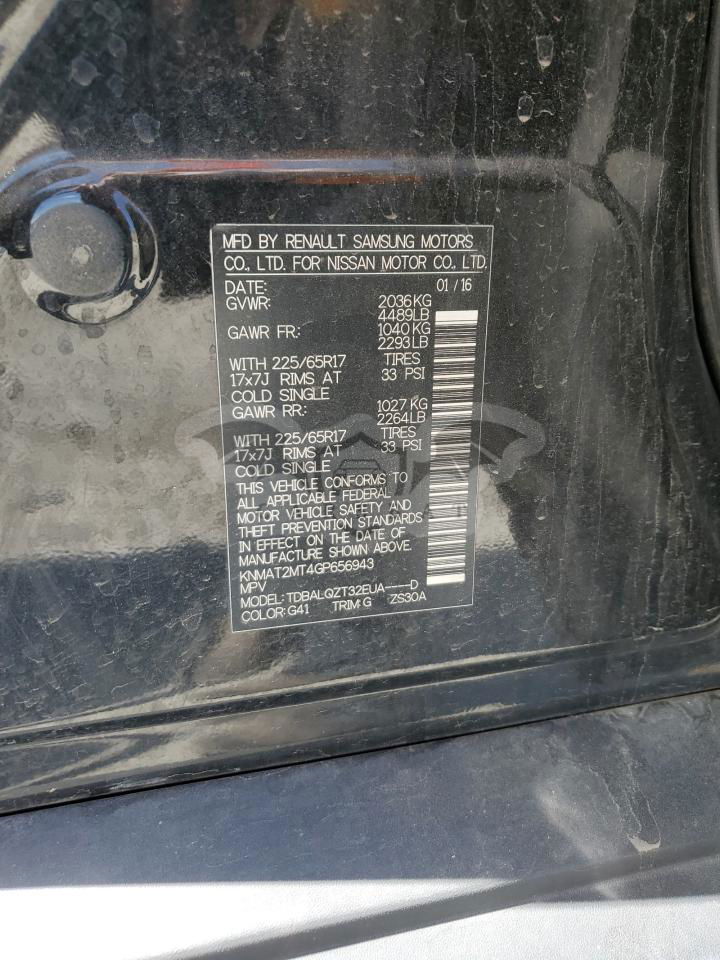 MFD BY RENAULT SAMSUNG MOTORS
CO., LTD. FOR NISSAN MOTOR CO., LTD.
DATE: 01 / 16
GVWR: 2036KG
4489LB
GAWR FR: 1040KG
2293LB
WITH 225/65R17 TIRES
17x7J RIMS AT 33 PSI
COLD SINGLE
GAWR RR: 1027KG
2264LB
WITH 225/65R17 TIRES
17x7J RIMS AT 33 PSI
COLD SINGLE
THIS VEHICLE CONFORMS TO
ALL APPLICABLE FEDERAL
MOTOR VEHICLE SAFETY AND
THEFT PREVENTION STANDARDS
IN EFFECT ON THE DATE OF
MANUFACTURE SHOWN ABOVE.
KNMAT2MT4GP656943
MPV
MODEL: TDBALQZT32EUA----D
COLOR: G41 TRIM: G ZS30A